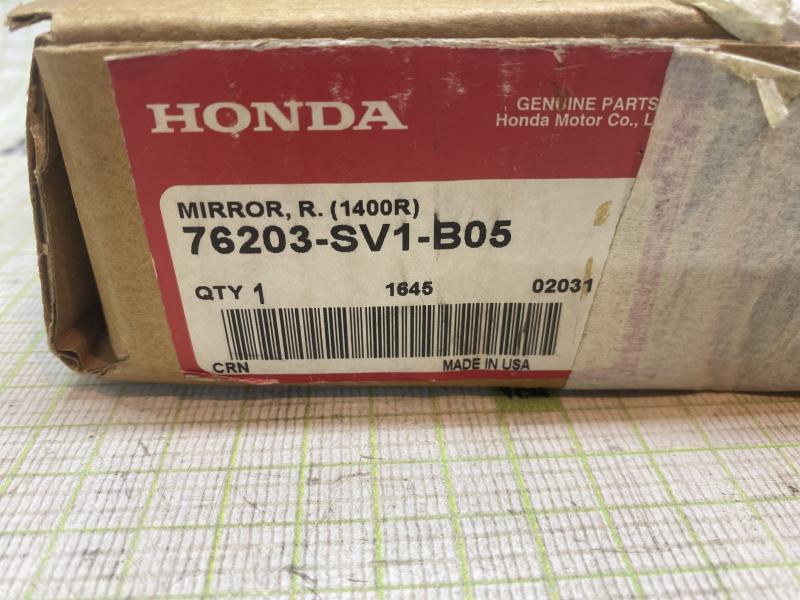 HONDA
GENUINE PARTS
Honda Motor Co., L
MIRROR, R. (1400R)
76203-SV1-B05
QTY 1 1645 02031
CRN MADE IN USA